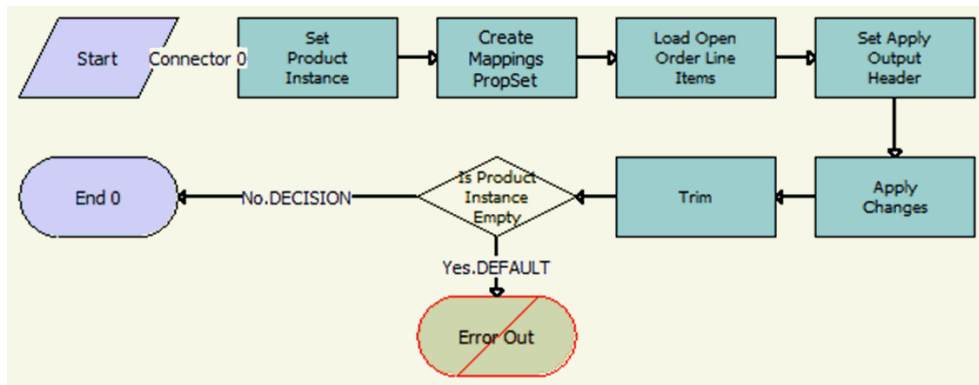 Start
Connector 0
Set
Product
Instance
Create
Mappings
PropSet
Load Open
Order Line
Items
Set Apply
Output
Header
End 0
No.DECISION
Is Product
Instance
Empty
Trim
Apply
Changes
Yes.DEFAULT
Error Out